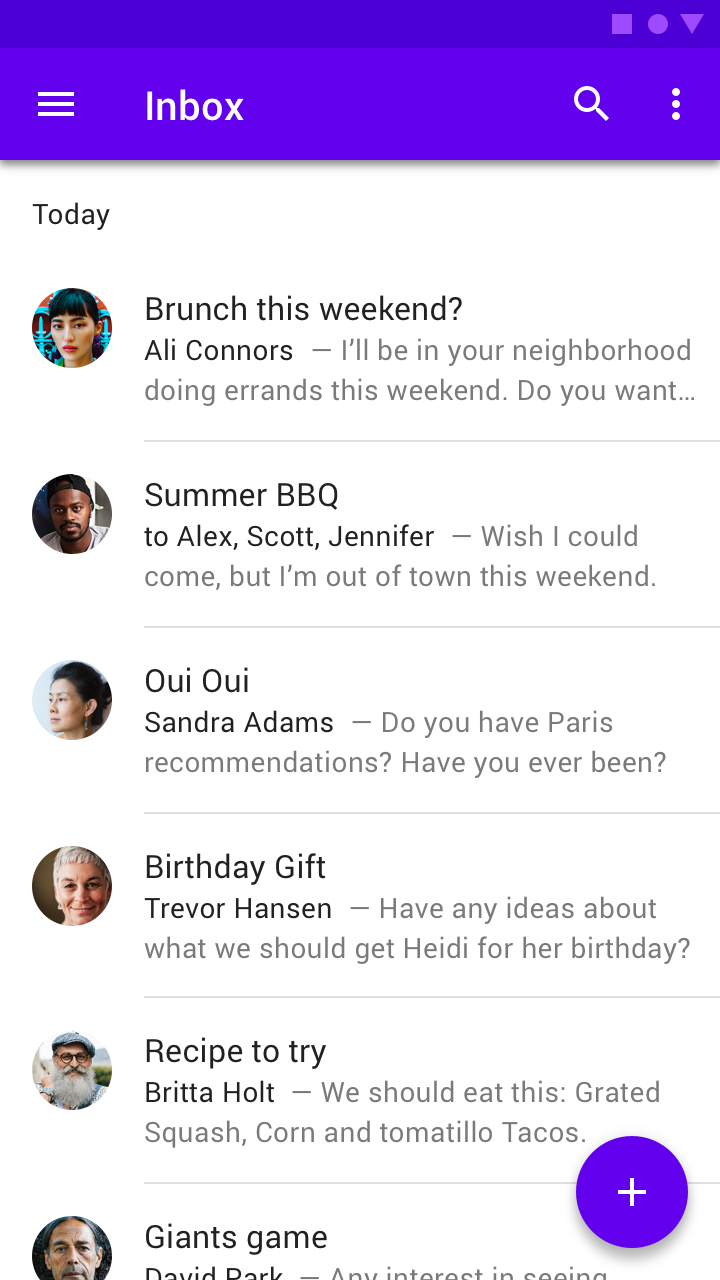 Inbox
Today
Brunch this weekend?
Ali Connors — I’ll be in your neighborhood
doing errands this weekend. Do you want…
Summer BBQ
to Alex, Scott, Jennifer — Wish I could
come, but I’m out of town this weekend.
Oui Oui
Sandra Adams — Do you have Paris
recommendations? Have you ever been?
Birthday Gift
Trevor Hansen — Have any ideas about
what we should get Heidi for her birthday?
Recipe to try
Britta Holt — We should eat this: Grated
Squash, Corn and tomatillo Tacos.
Giants game
David Park — Any interest in seeing